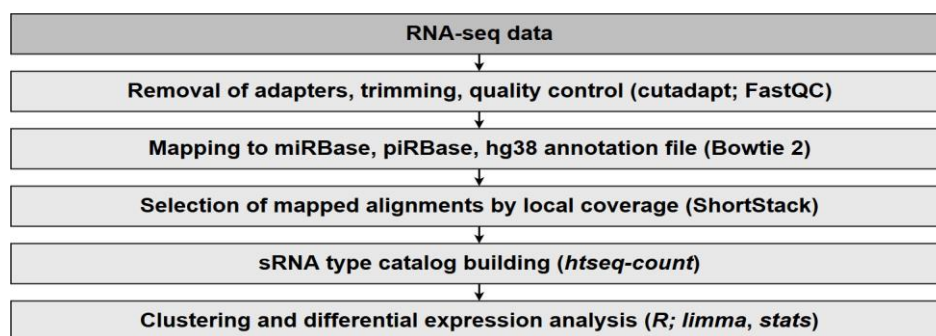 RNA-seq data
Removal of adapters, trimming, quality control (cutadapt; FastQC)
Mapping to miRBase, piRBase, hg38 annotation file (Bowtie 2)
Selection of mapped alignments by local coverage (ShortStack)
sRNA type catalog building (htseq-count)
Clustering and differential expression analysis (R; limma, stats)